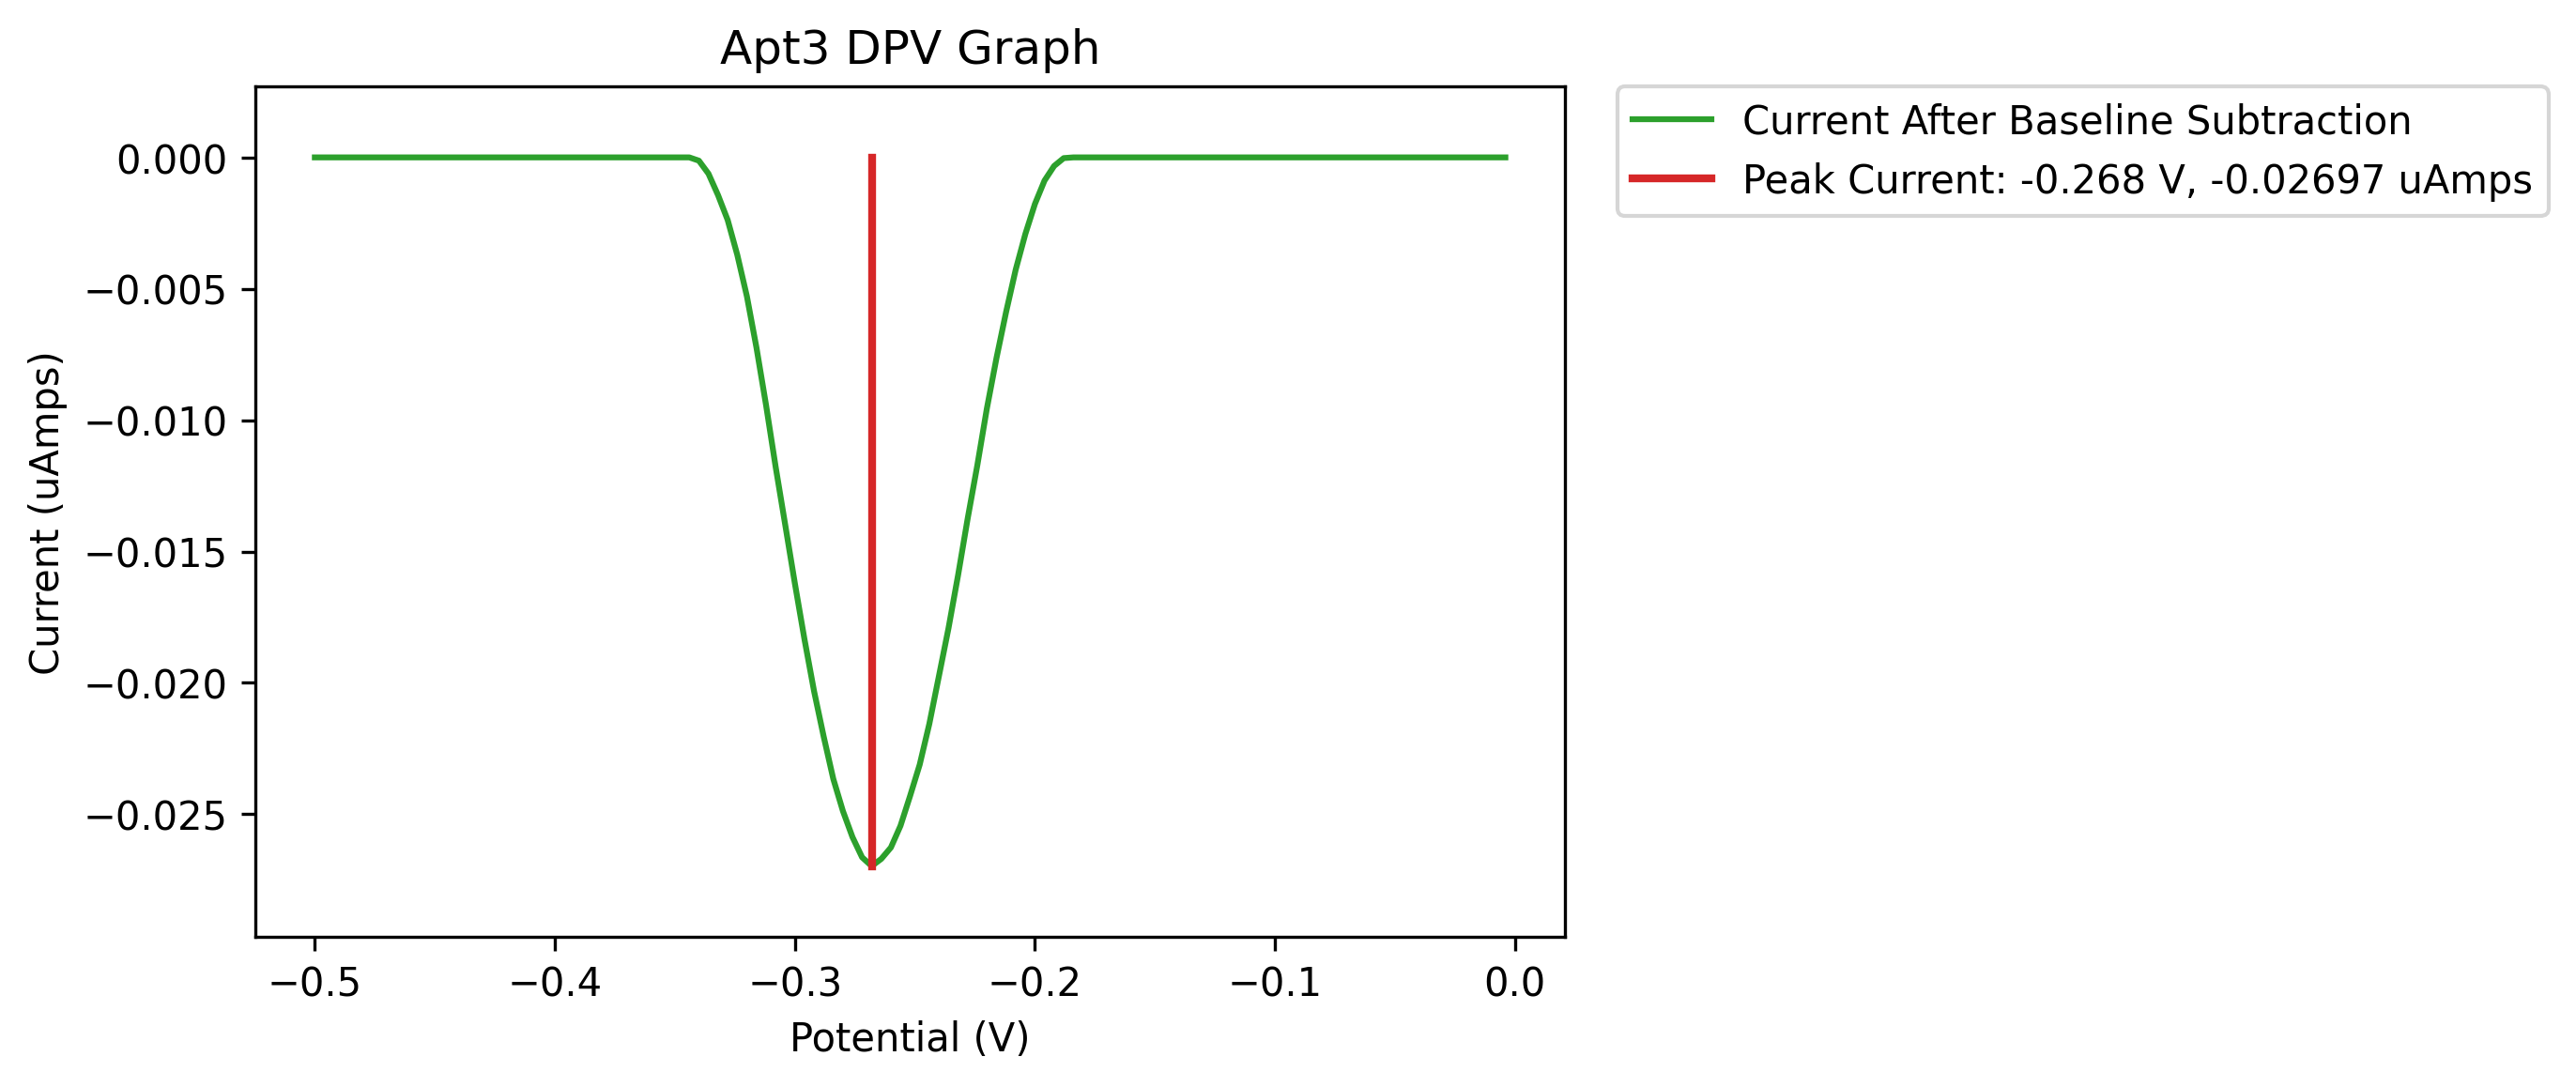 Apt3 DPV Graph
Current After Baseline Subtraction
Peak Current: -0.268 V, -0.02697 uAmps
0.000
−0.005
−0.010
−0.015
−0.020
−0.025
Current (uAmps)
−0.5 −0.4 −0.3 −0.2 −0.1 0.0
Potential (V)